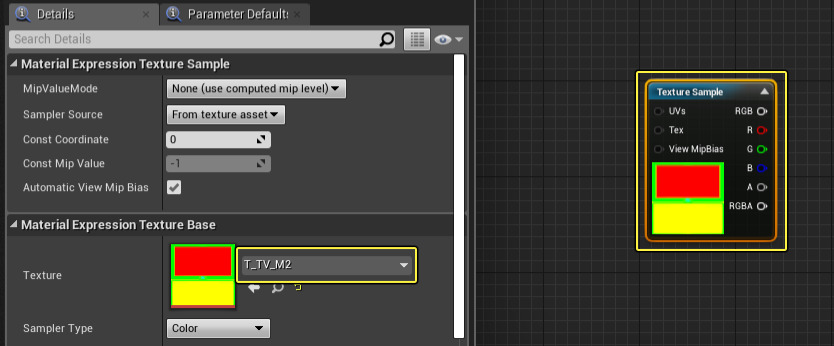 Details
Parameter Defaults
Search Details
Material Expression Texture Sample
MipValueMode
None (use computed mip level)
Sampler Source
From texture asset
Const Coordinate
0
Const Mip Value
-1
Automatic View Mip Bias
Material Expression Texture Base
Texture
T_TV_M2
Sampler Type
Color
Texture Sample
UVs
RGB
Tex
R
View MipBias
G
B
A
RGBA